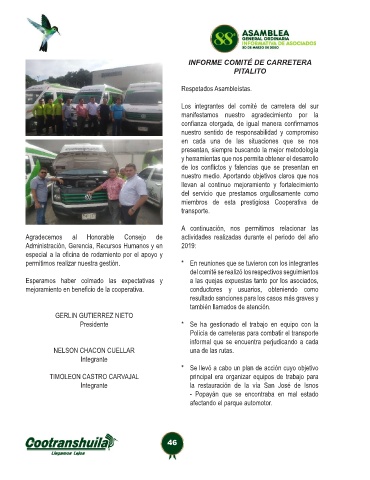 88ª ASAMBLEA
GENERAL ORDINARIA
INFORMATIVA DE ASOCIADOS
30 DE MARZO DE 2020
INFORME COMITÉ DE CARRETERA
PITALITO
Respetados Asambleístas.
Los integrantes del comité de carretera del sur
manifestamos nuestro agradecimiento por la
confianza otorgada, de igual manera confirmamos
nuestro sentido de responsabilidad y compromiso
en cada una de las situaciones que se nos
presentan, siempre buscando la mejor metodología
y herramientas que nos permita obtener el desarrollo
de los conflictos y falencias que se presentan en
nuestro medio. Aportando objetivos claros que nos
llevan al continuo mejoramiento y fortalecimiento
del servicio que prestamos orgullosamente como
miembros de esta prestigiosa Cooperativa de
transporte.
A continuación, nos permitimos relacionar las
actividades realizadas durante el periodo del año
2019:
* En reuniones que se tuvieron con los integrantes
del comité se realizó los respectivos seguimientos
a las quejas expuestas tanto por los asociados,
conductores y usuarios, obteniendo como
resultado sanciones para los casos más graves y
también llamados de atención.
* Se ha gestionado el trabajo en equipo con la
Policía de carreteras para combatir el transporte
informal que se encuentra perjudicando a cada
una de las rutas.
* Se llevó a cabo un plan de acción cuyo objetivo
principal era organizar equipos de trabajo para
la restauración de la vía San José de Isnos
- Popayán que se encontraba en mal estado
afectando el parque automotor.
Agradecemos al Honorable Consejo de
Administración, Gerencia, Recursos Humanos y en
especial a la oficina de rodamiento por el apoyo y
permitirnos realizar nuestra gestión.
Esperamos haber colmado las expectativas y
mejoramiento en beneficio de la cooperativa.
GERLIN GUTIERREZ NIETO
Presidente
NELSON CHACON CUELLAR
Integrante
TIMOLEON CASTRO CARVAJAL
Integrante
Cootranshuila
Llegamos Lejos
46